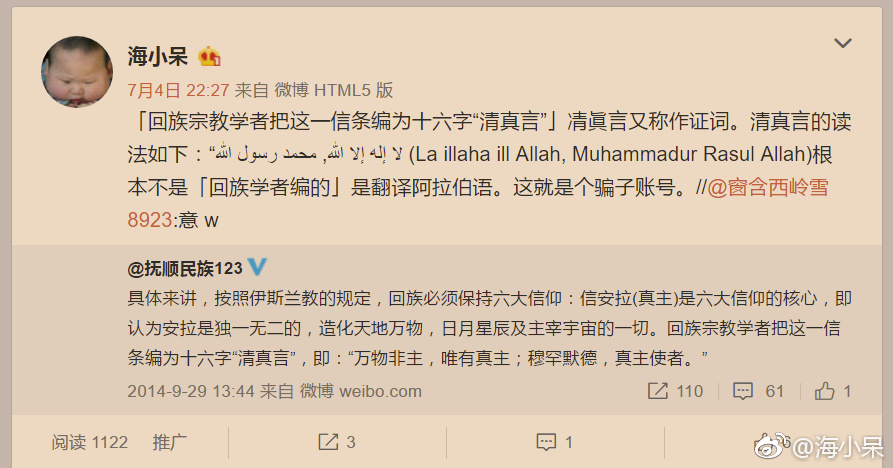 海小呆
7月4日 22:27 来自 微博 HTML5 版
「回族宗教学者把这一信条编为十六字“清真言”」凊眞言又称作证词。清真言的读
法如下：“لا إله إلا الله, محمد رسول الله (La illaha ill Allah, Muhammadur Rasul Allah)根
本不是「回族学者编的」是翻译阿拉伯语。这就是个骗子账号。//@窗含西岭雪
8923:意 w
@抚顺民族123
具体来讲，按照伊斯兰教的规定，回族必须保持六大信仰：信安拉(真主)是六大信仰的核心，即
认为安拉是独一无二的，造化天地万物，日月星辰及主宰宇宙的一切。回族宗教学者把这一信
条编为十六字“清真言”，即：“万物非主，唯有真主；穆罕默德，真主使者。”
2014-9-29 13:44 来自 微博 weibo.com 110 61 1
阅读 1122 推广 3 1 6
@海小呆